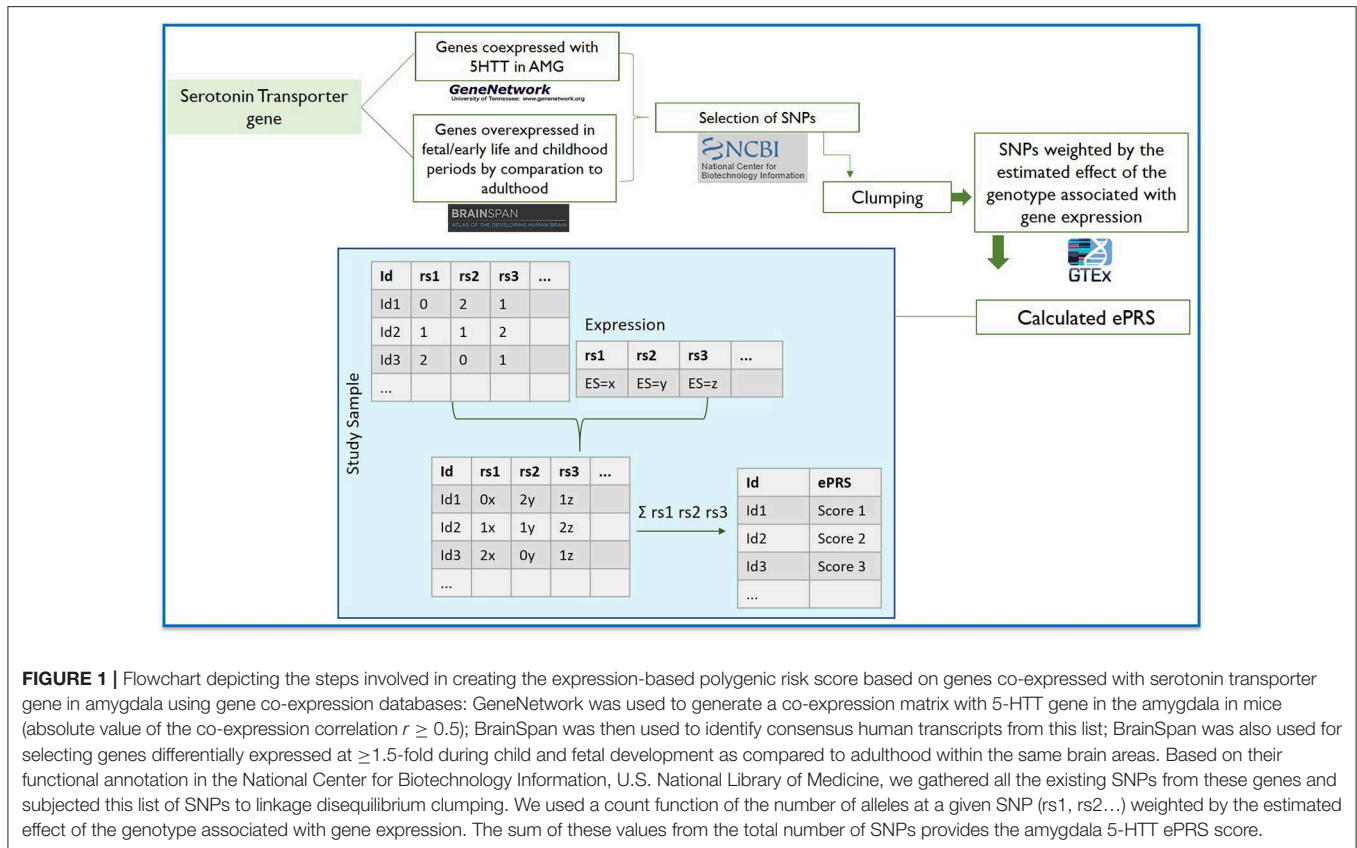 Serotonin Transporter
gene
Genes coexpressed with
5HTT in AMG
GeneNetwork
University of Tennessee: www.genenetwork.org
Genes overexpressed in
fetal/early life and childhood
periods by comparation to
adulthood
BRAINSPAN
ATLAS OF THE DEVELOPING HUMAN BRAIN
Selection of SNPs
NCBI
National Center for
Biotechnology Information
Clumping
SNPs weighted by the
estimated effect of the
genotype associated with
gene expression
GTEx
Calculated ePRS
Study Sample
Id rs1 rs2 rs3 ...
Id1 0 2 1
Id2 1 1 2
Id3 2 0 1
...
Expression
rs1 rs2 rs3 ...
ES=x ES=y ES=z
Id rs1 rs2 rs3 ...
Id1 0x 2y 1z
Id2 1x 1y 2z
Id3 2x 0y 1z
...
Σ rs1 rs2 rs3
Id ePRS
Id1 Score 1
Id2 Score 2
Id3 Score 3
...
FIGURE 1 | Flowchart depicting the steps involved in creating the expression-based polygenic risk score based on genes co-expressed with serotonin transporter
gene in amygdala using gene co-expression databases: GeneNetwork was used to generate a co-expression matrix with 5-HTT gene in the amygdala in mice
(absolute value of the co-expression correlation r ≥ 0.5); BrainSpan was then used to identify consensus human transcripts from this list; BrainSpan was also used for
selecting genes differentially expressed at ≥1.5-fold during child and fetal development as compared to adulthood within the same brain areas. Based on their
functional annotation in the National Center for Biotechnology Information, U.S. National Library of Medicine, we gathered all the existing SNPs from these genes and
subjected this list of SNPs to linkage disequilibrium clumping. We used a count function of the number of alleles at a given SNP (rs1, rs2…) weighted by the estimated
effect of the genotype associated with gene expression. The sum of these values from the total number of SNPs provides the amygdala 5-HTT ePRS score.